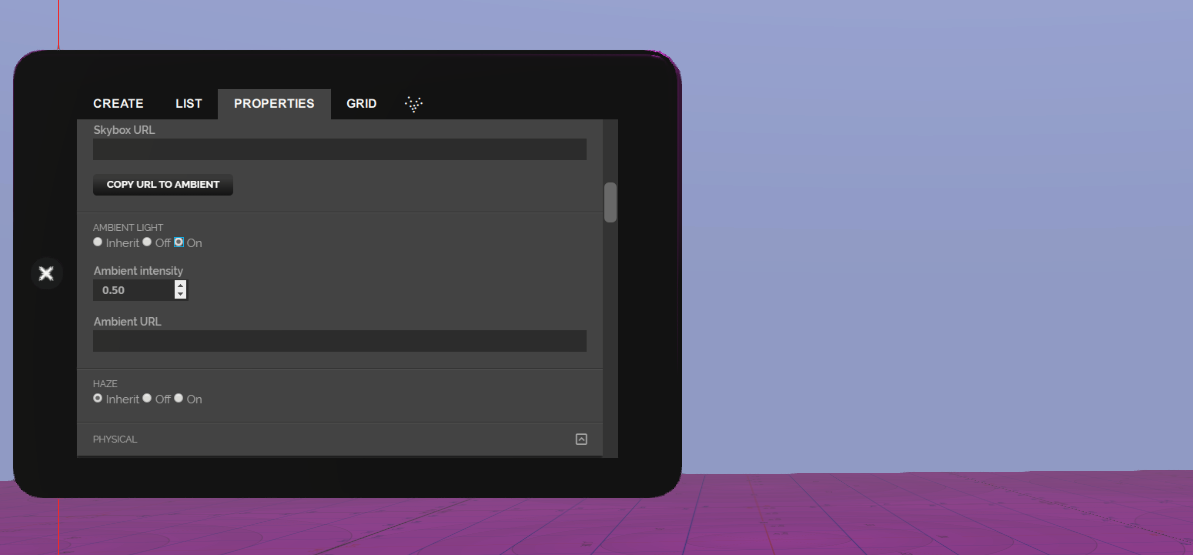 CREATE LIST PROPERTIES GRID
Skybox URL
COPY URL TO AMBIENT
AMBIENT LIGHT
Inherit Off On
Ambient intensity
0.50
Ambient URL
HAZE
Inherit Off On
PHYSICAL